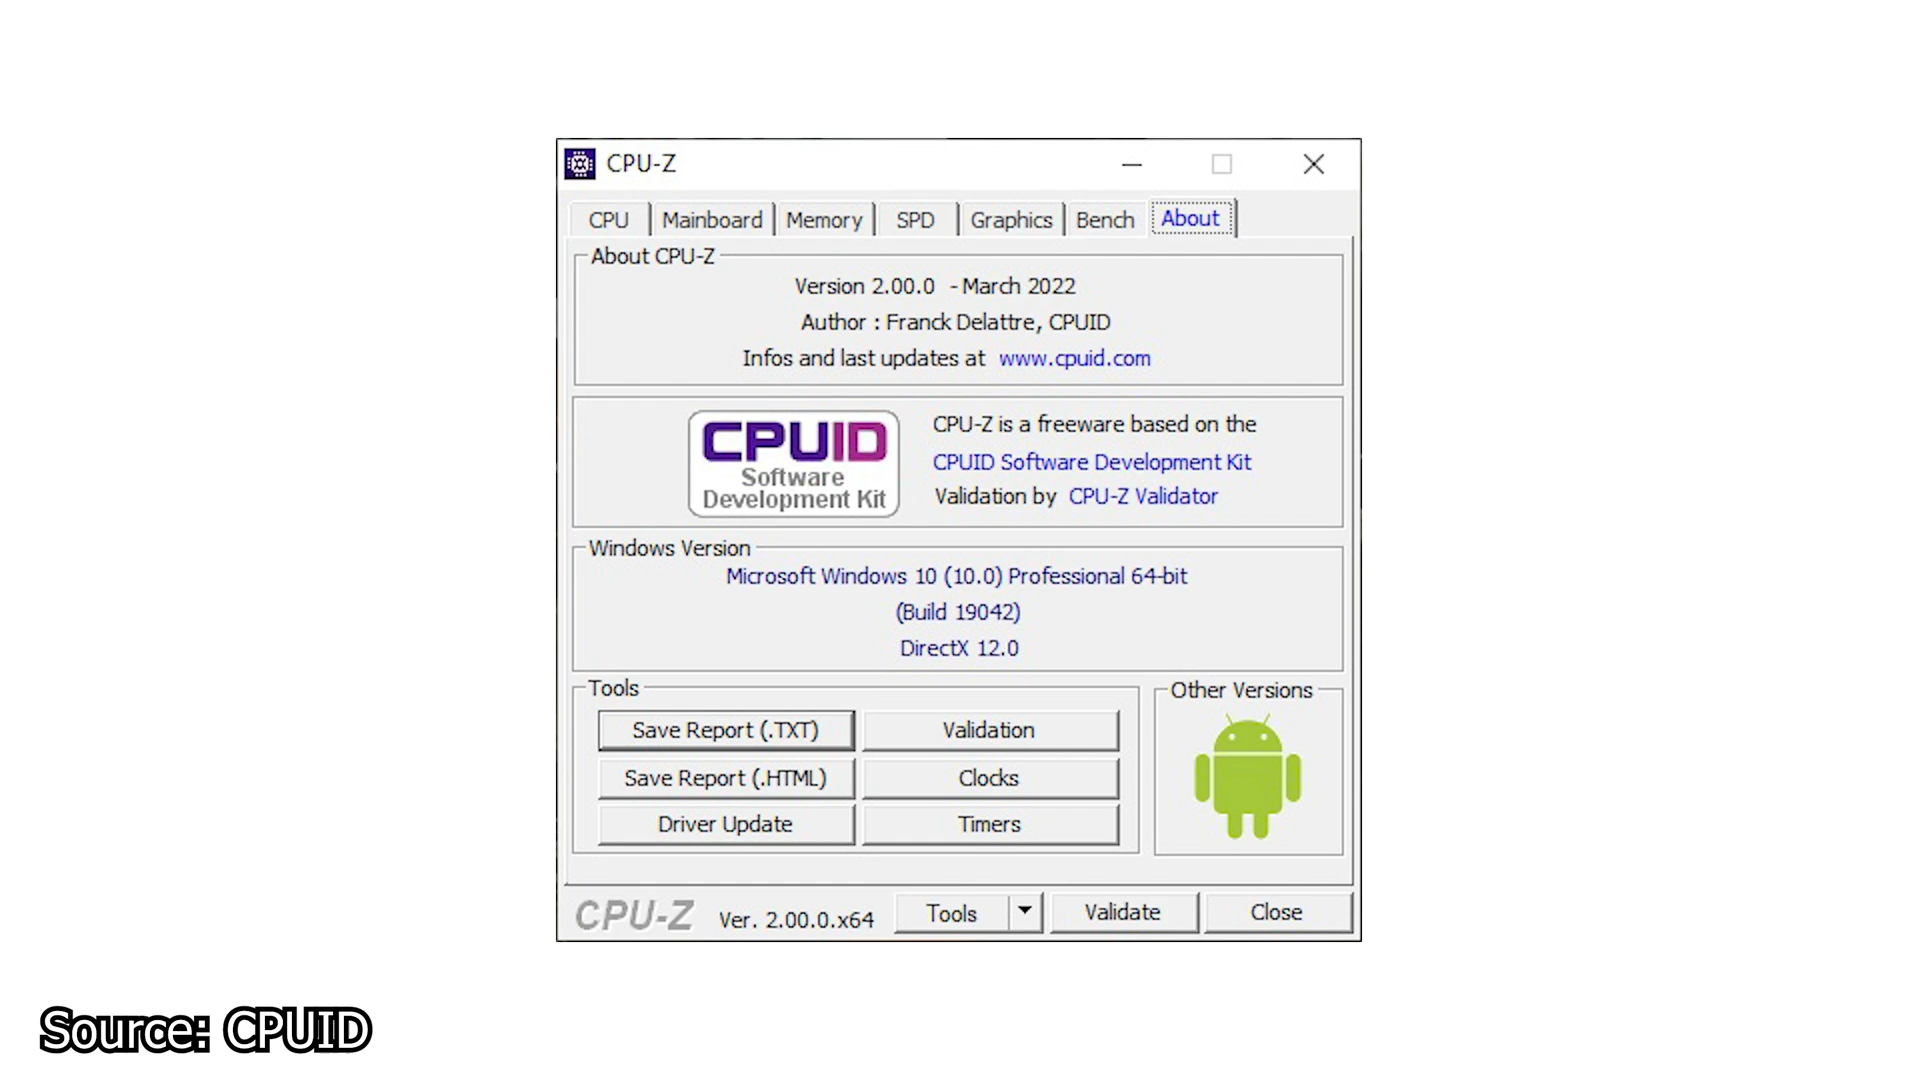 CPU-Z
CPU Mainboard Memory SPD Graphics Bench About
About CPU-Z
Version 2.00.0 - March 2022
Author : Franck Delattre, CPUID
Infos and last updates at www.cpuid.com
CPUID
Software
Development Kit
CPU-Z is a freeware based on the
CPUID Software Development Kit
Validation by CPU-Z Validator
Windows Version
Microsoft Windows 10 (10.0) Professional 64-bit
(Build 19042)
DirectX 12.0
Tools
Save Report (.TXT) Validation
Save Report (.HTML) Clocks
Driver Update Timers
Other Versions
CPU-Z Ver. 2.00.0.x64 Tools Validate Close
Source: CPUID